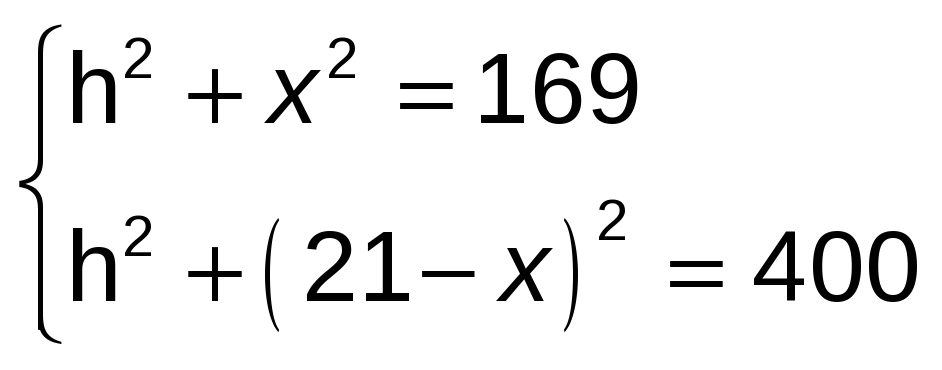 h² + x² = 169
h² + (21 − x)² = 400